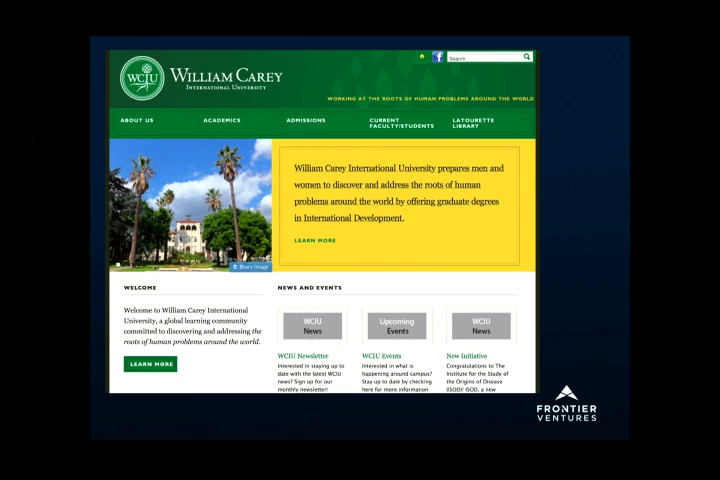 WCIU
WILLIAM CAREY
INTERNATIONAL UNIVERSITY
Search
WORKING AT THE ROOTS OF HUMAN PROBLEMS AROUND THE WORLD
ABOUT US
ACADEMICS
ADMISSIONS
CURRENT
FACULTY/STUDENTS
LATOURETTE
LIBRARY
William Carey International University prepares men and
women to discover and address the roots of human
problems around the world by offering graduate degrees
in International Development.
LEARN MORE
Share Image
WELCOME
Welcome to William Carey International
University, a global learning community
committed to discovering and addressing the
roots of human problems around the world.
LEARN MORE
NEWS AND EVENTS
WCIU
News
WCIU Newsletter
Interested in staying up to
date with the latest WCIU
news? Sign up for our
monthly newsletter!
Upcoming
Events
WCIU Events
Interested in what is
happening around campus?
Stay up to date by checking
here for more information
WCIU
News
New Initiative
Congratulations to The
Institute for the Study of
the Origins of Disease
(ISOD)! ISOD, a new
FRONTIER
VENTURES